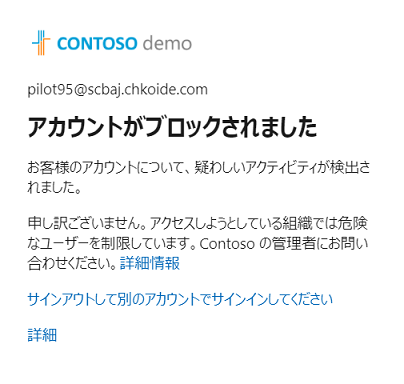 CONTOSO demo
pilot95@scbaj.chkoide.com
アカウントがブロックされました
お客様のアカウントについて、疑わしいアクティビティが検出さ
れました。
申し訳ございません。アクセスしようとしている組織では危険
なユーザーを制限しています。Contoso の管理者にお問い
合わせください。詳細情報
サインアウトして別のアカウントでサインインしてください
詳細